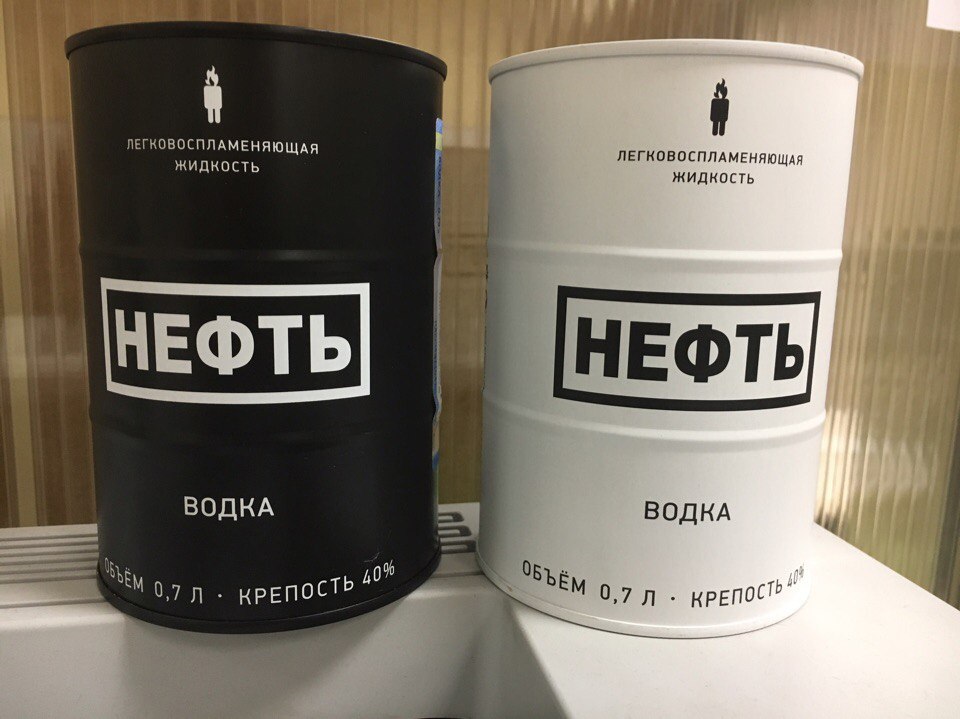 ЛЕГКОВОСПЛАМЕНЯЮЩАЯ
ЖИДКОСТЬ
НЕФТЬ
ВОДКА
ОБЪЁМ 0,7 Л · КРЕПОСТЬ 40%
ЛЕГКОВОСПЛАМЕНЯЮЩАЯ
ЖИДКОСТЬ
НЕФТЬ
ВОДКА
ОБЪЁМ 0,7 Л · КРЕПОСТЬ 40%